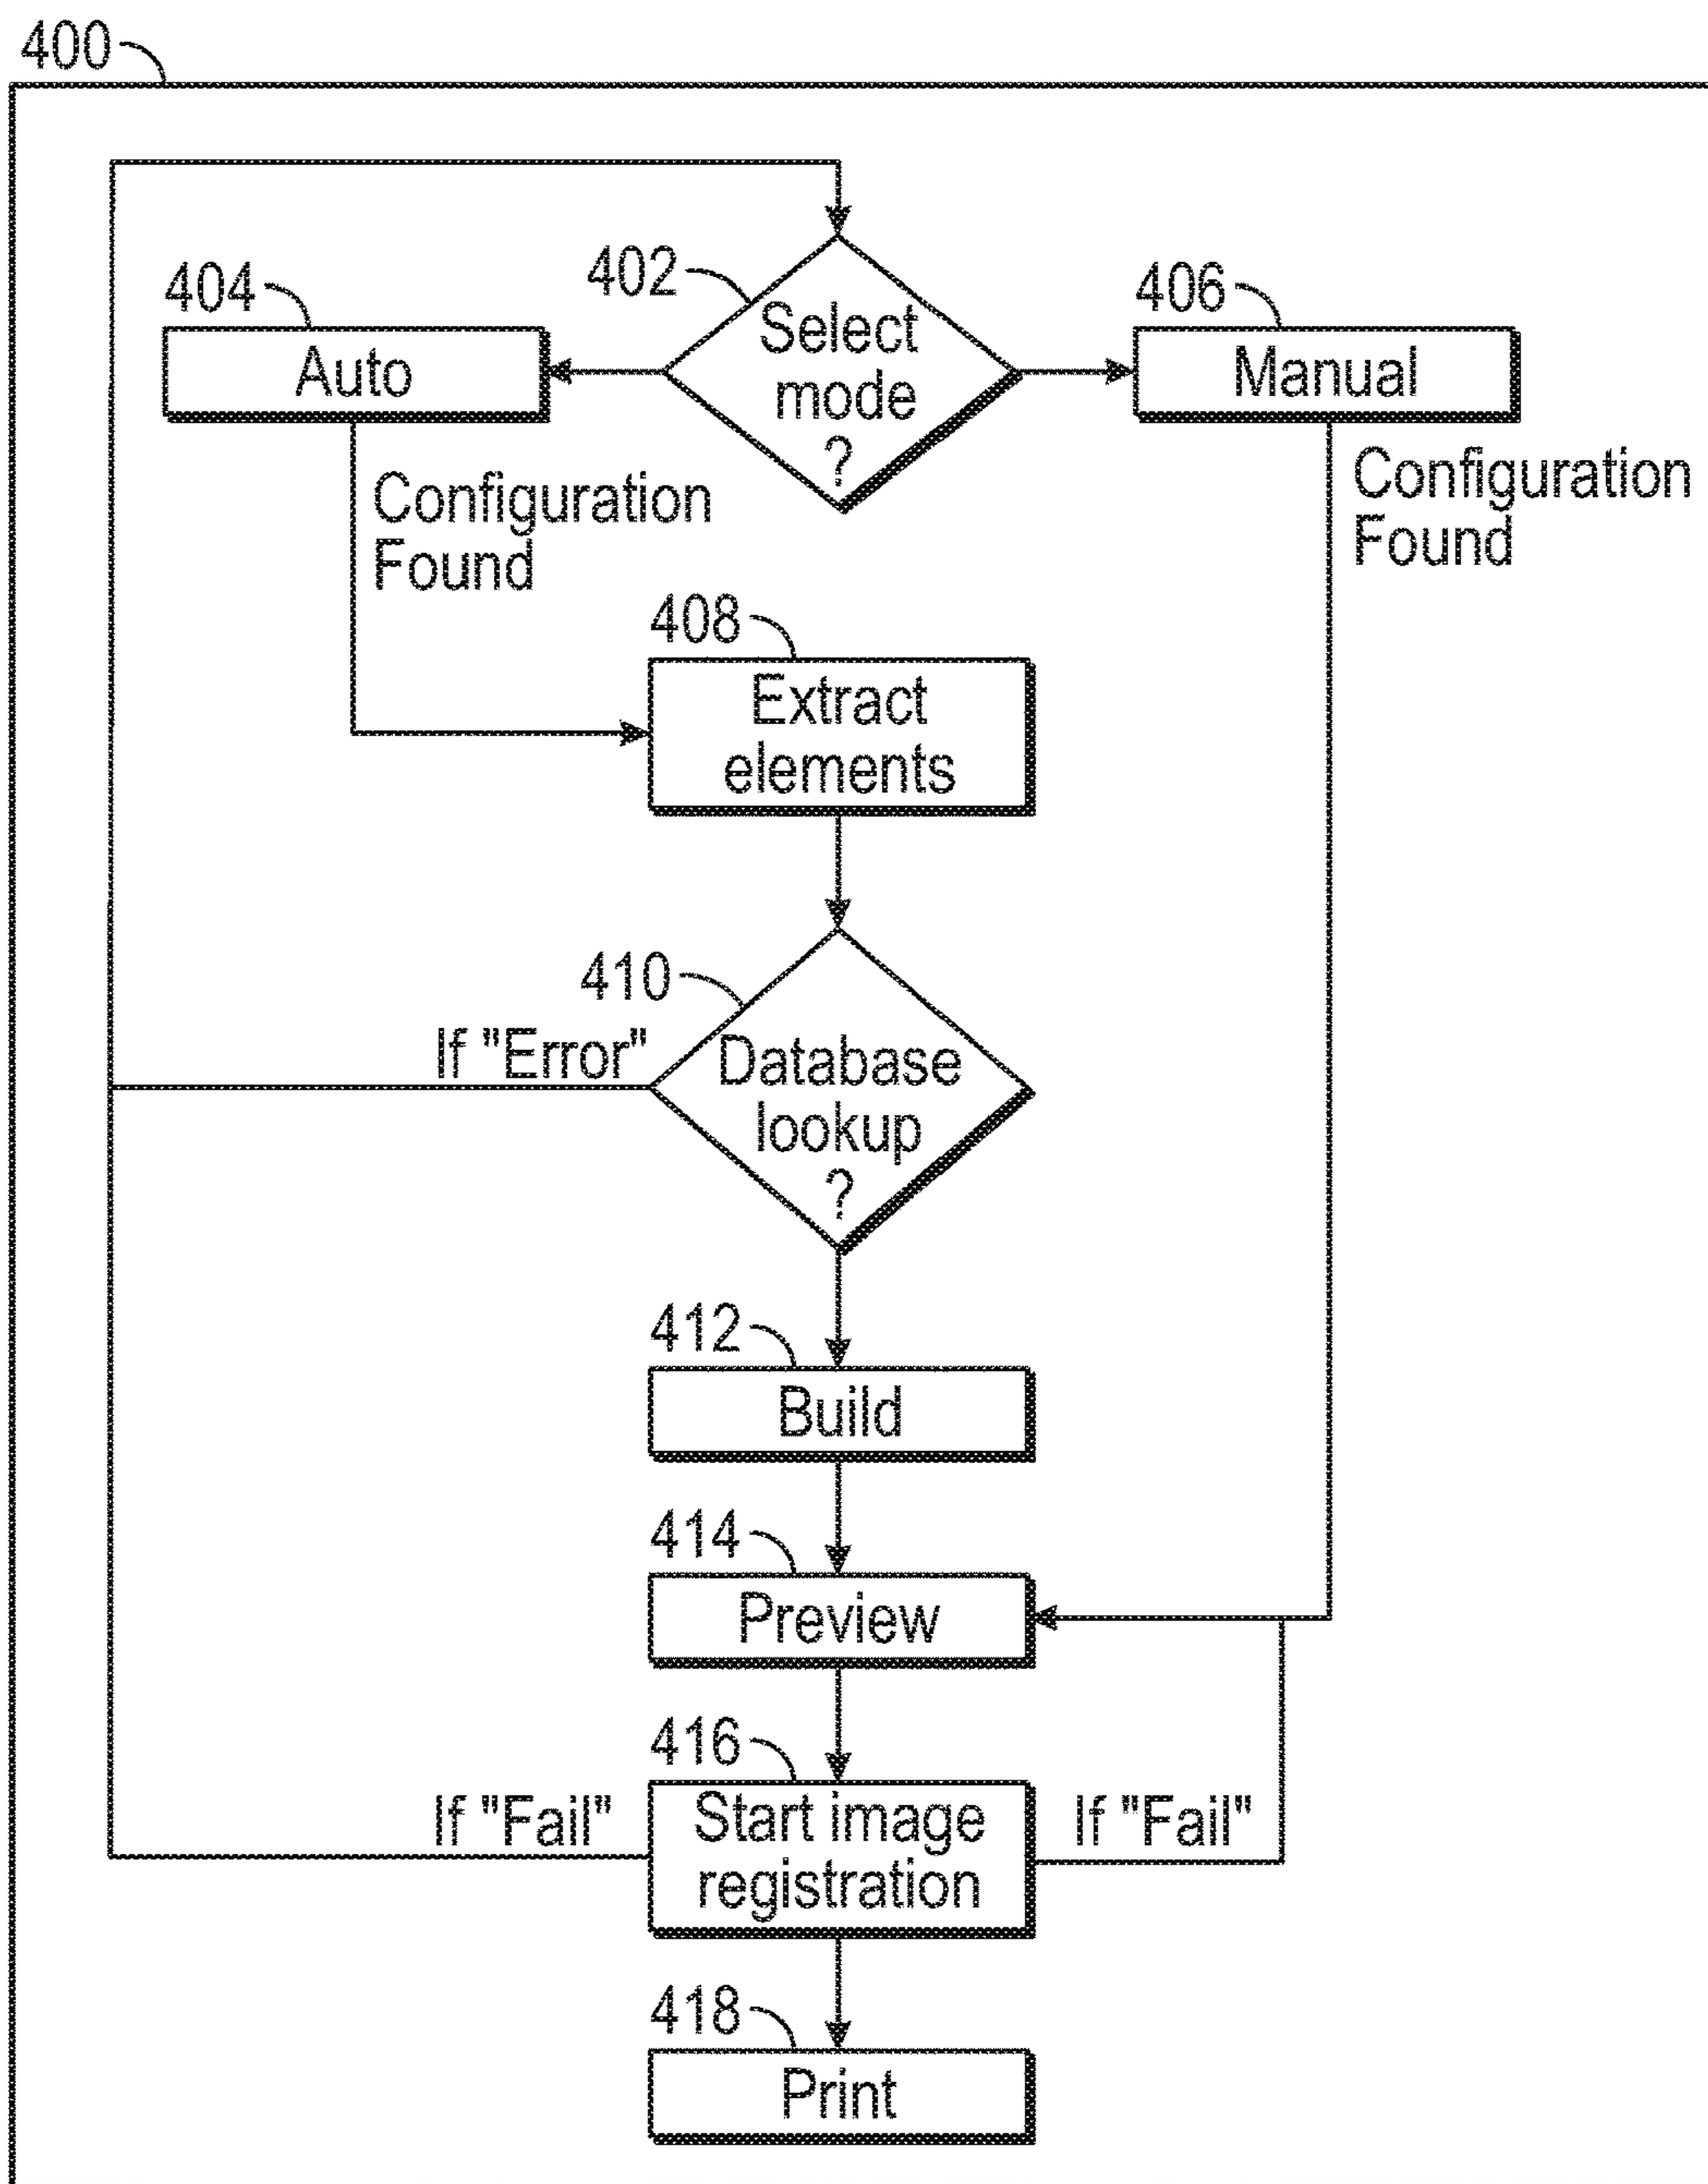 400
402
Select
mode
?
404
Auto
406
Manual
Configuration
Found
Configuration
Found
408
Extract
elements
410
If "Error"
Database
lookup
?
412
Build
414
Preview
416
If "Fail"
Start image
registration
If "Fail"
418
Print